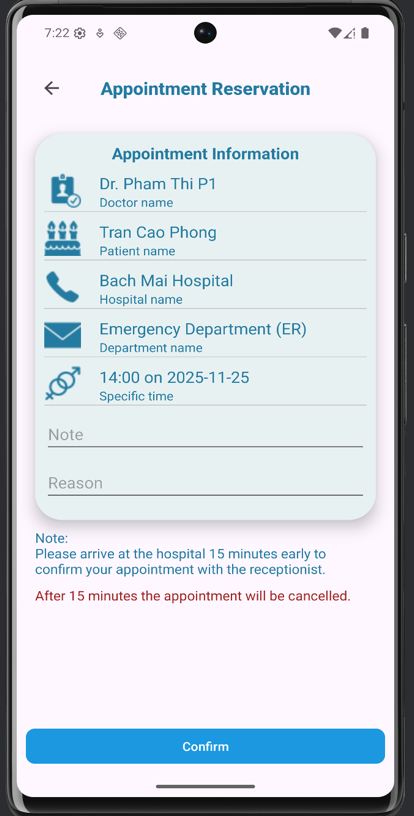 7:22
Appointment Reservation
Appointment Information
Dr. Pham Thi P1
Doctor name
Tran Cao Phong
Patient name
Bach Mai Hospital
Hospital name
Emergency Department (ER)
Department name
14:00 on 2025-11-25
Specific time
Note
Reason
Note:
Please arrive at the hospital 15 minutes early to
confirm your appointment with the receptionist.
After 15 minutes the appointment will be cancelled.
Confirm